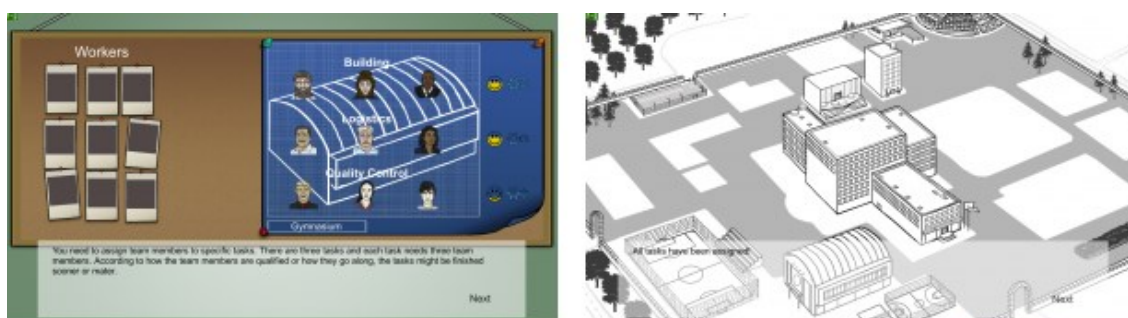 Workers
Building
Logistics
Quality Control
Gymnasium
You need to assign team members to specific tasks. There are three tasks and each task needs three team
members. According to how the team members are qualified or how they go along, the tasks might be finished
sooner or mater.
Next
All tasks have been assigned!
Next